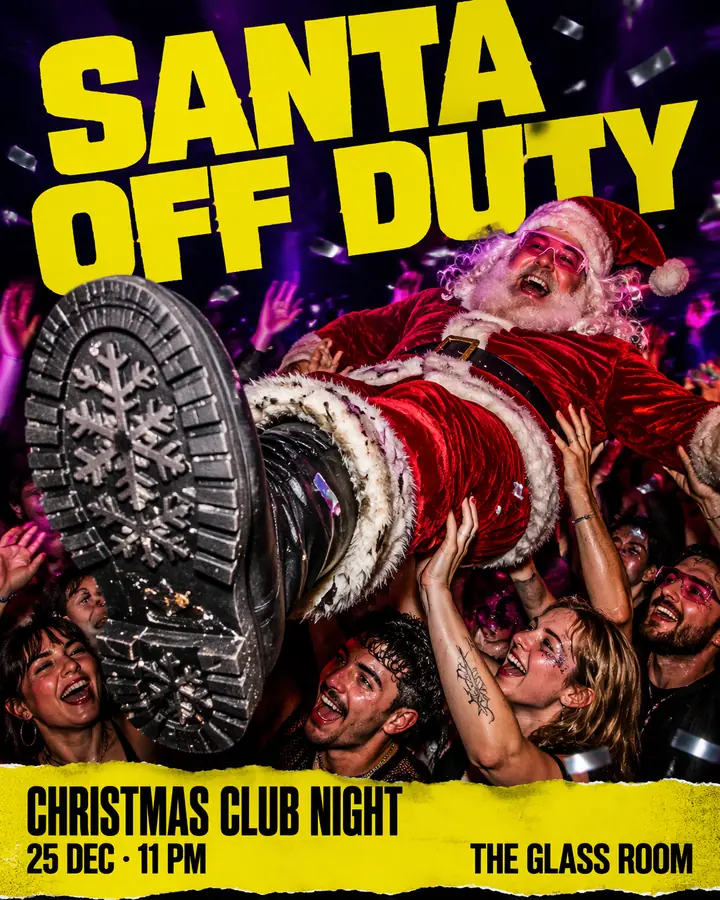 SANTA
OFF DUTY
CHRISTMAS CLUB NIGHT
25 DEC · 11 PM
THE GLASS ROOM